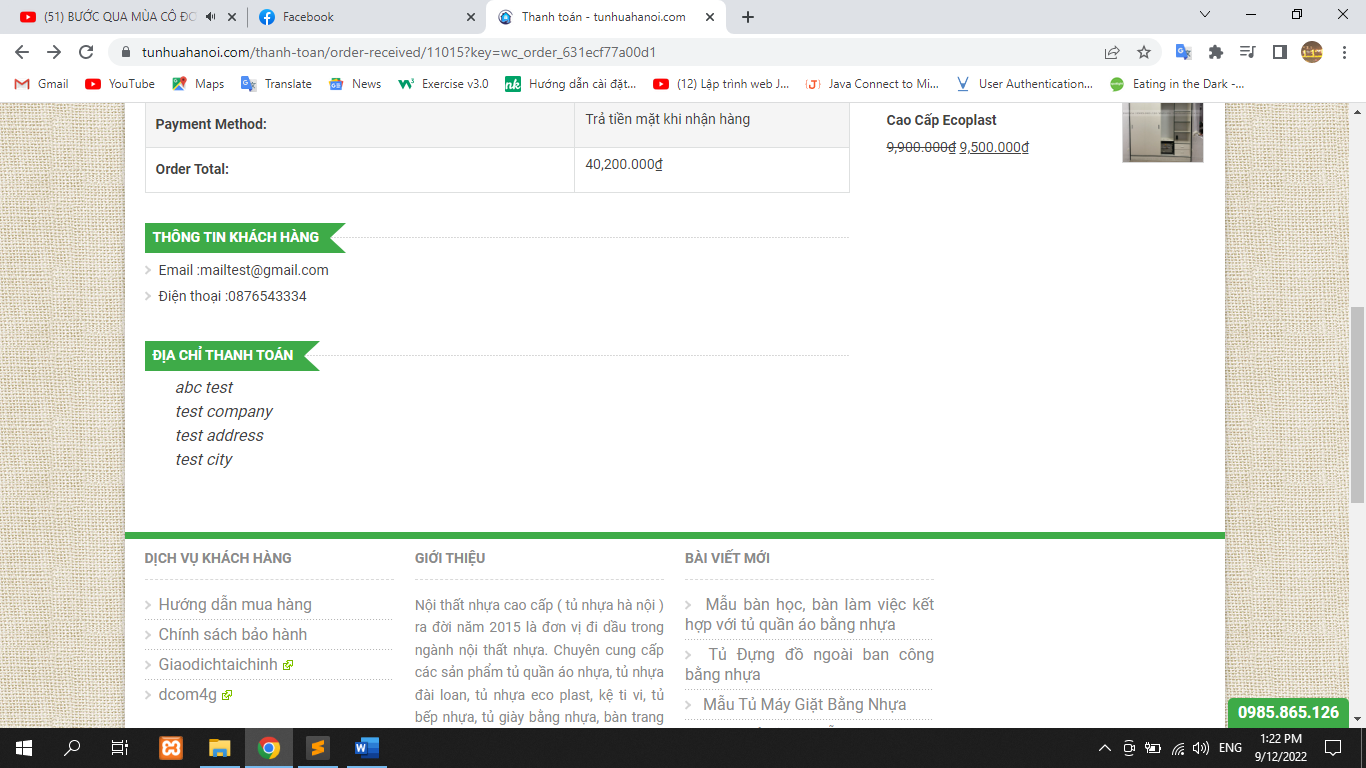 (51) BƯỚC QUA MÙA CÔ ĐƠ
Facebook
Thanh toán - tunhuahanoi.com
tunhuahanoi.com/thanh-toan/order-received/11015?key=wc_order_631ecf77a00d1
Gmail
YouTube
Maps
Translate
News
Exercise v3.0
Hướng dẫn cài đặt...
(12) Lập trình web J...
Java Connect to Mi...
User Authentication...
Eating in the Dark -...
Payment Method:
Trả tiền mặt khi nhận hàng
Order Total:
40,200.000₫
Cao Cấp Ecoplast
9,900.000₫ 9,500.000₫
THÔNG TIN KHÁCH HÀNG
Email :mailtest@gmail.com
Điện thoại :0876543334
ĐỊA CHỈ THANH TOÁN
abc test
test company
test address
test city
DỊCH VỤ KHÁCH HÀNG
Hướng dẫn mua hàng
Chính sách bảo hành
Giaodichtaichinh
dcom4g
GIỚI THIỆU
Nội thất nhựa cao cấp ( tủ nhựa hà nội )
ra đời năm 2015 là đơn vị đi dầu trong
ngành nội thất nhựa. Chuyên cung cấp
các sản phẩm tủ quần áo nhựa, tủ nhựa
đài loan, tủ nhựa eco plast, kệ ti vi, tủ
bếp nhựa, tủ giày bằng nhựa, bàn trang
BÀI VIẾT MỚI
Mẫu bàn học, bàn làm việc kết
hợp với tủ quần áo bằng nhựa
Tủ Đựng đồ ngoài ban công
bằng nhựa
Mẫu Tủ Máy Giặt Bằng Nhựa
0985.865.126
ENG
1:22 PM
9/12/2022